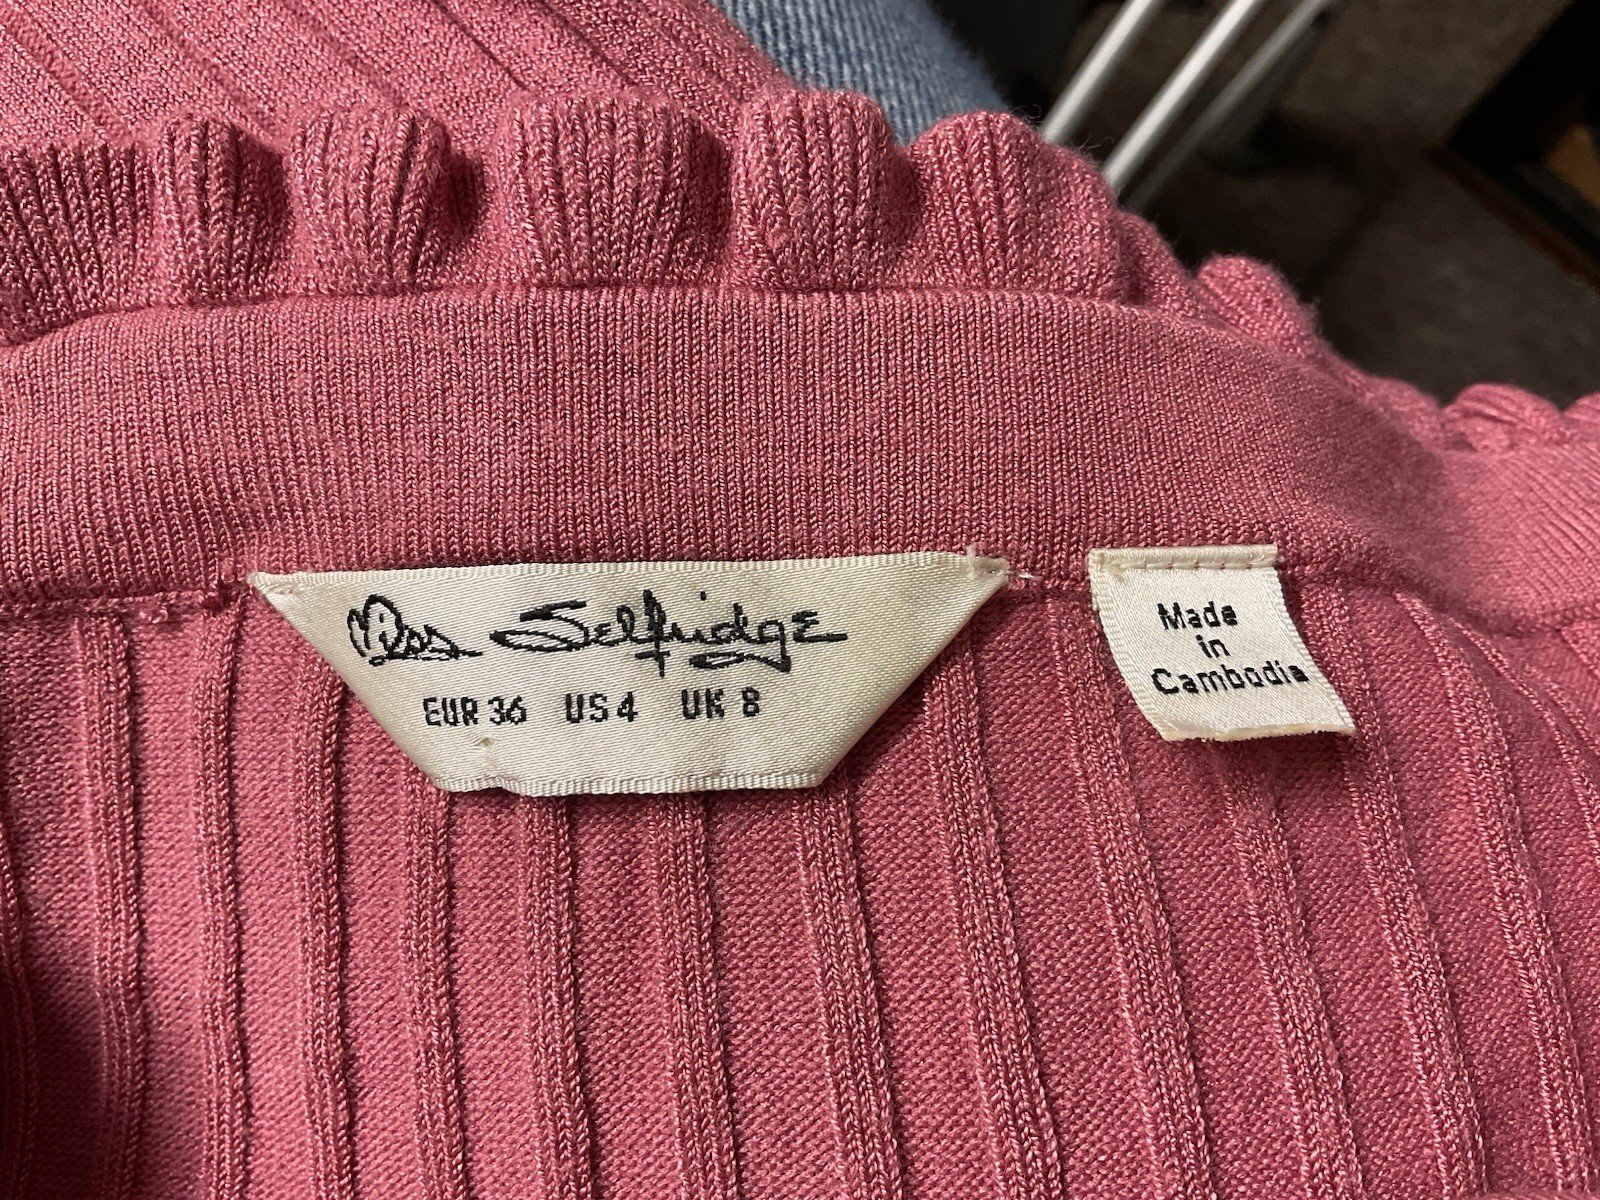 Miss Selfridge
EUR 36 US 4 UK 8
Made
in
Cambodia